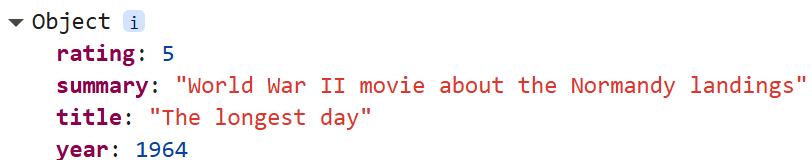 Object i
rating: 5
summary: "World War II movie about the Normandy landings"
title: "The longest day"
year: 1964